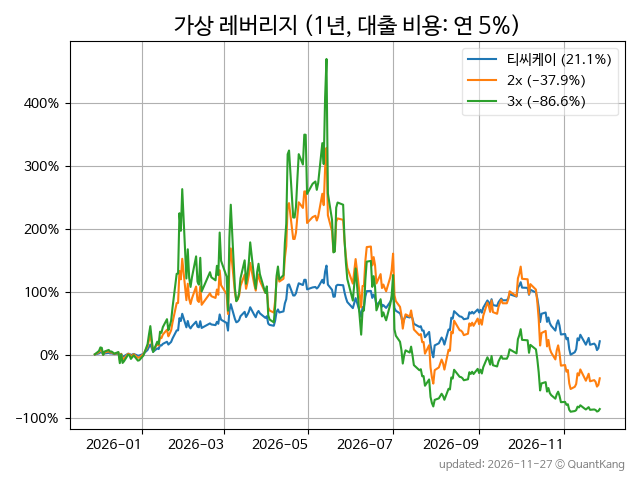 가상 레버리지 (1년, 대출 비용: 연 5%)
티씨케이 (21.1%)
2x (−37.9%)
3x (−86.6%)
400%
300%
200%
100%
0%
−100%
2026-01
2026-03
2026-05
2026-07
2026-09
2026-11
updated: 2026-11-27 © QuantKang